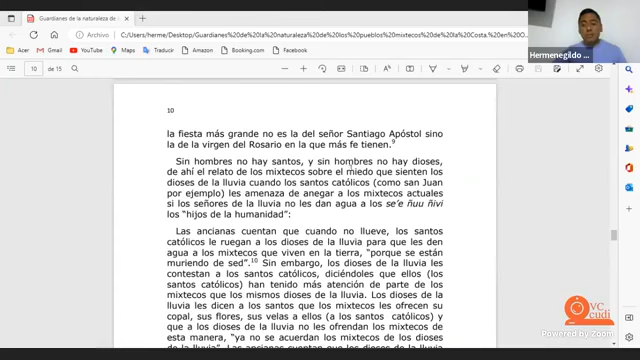 Guardianes de la naturaleza de
C:/Users/herme/Desktop/Guardianes%20de%20la%20naturaleza%20de%20los%20pueblos%20mixtecos%20de%20la%20Costa.%20en%20O...
Acer
Gmail
YouTube
Maps
Traducir
Amazon
Booking.com
Facebook
Hermenegildo
10
de 15
10
la fiesta más grande no es la del señor Santiago Apóstol sino
la de la virgen del Rosario en la que más fe tienen.9
Sin hombres no hay santos, y sin hombres no hay dioses,
de ahí el relato de los mixtecos sobre el miedo que sienten los
dioses de la lluvia cuando los santos católicos (como san Juan
por ejemplo) les amenaza de anegar a los mixtecos actuales
si los señores de la lluvia no les dan agua a los se'e ñuu ñivi
los "hijos de la humanidad":
Las ancianas cuentan que cuando no llueve, los santos
católicos le ruegan a los dioses de la lluvia para que les den
agua a los mixtecos que viven en la tierra, "porque se están
muriendo de sed".10 Sin embargo, los dioses de la lluvia les
contestan a los santos católicos, diciéndoles que ellos (los
santos católicos) han tenido más atención de parte de los
mixtecos que los mismos dioses de la lluvia. Los dioses de
la lluvia les dicen a los santos que los mixtecos les ofrecen su
copal, sus flores, sus velas a ellos (a los santos católicos) y
que a los dioses de la lluvia no les ofrendan los mixtecos de
esta manera, "ya no se acuerdan los mixtecos de los dioses
de la lluvia". Las ancianas cuentan que los dioses de la lluvia
VC
cudi
Powered by Zoom